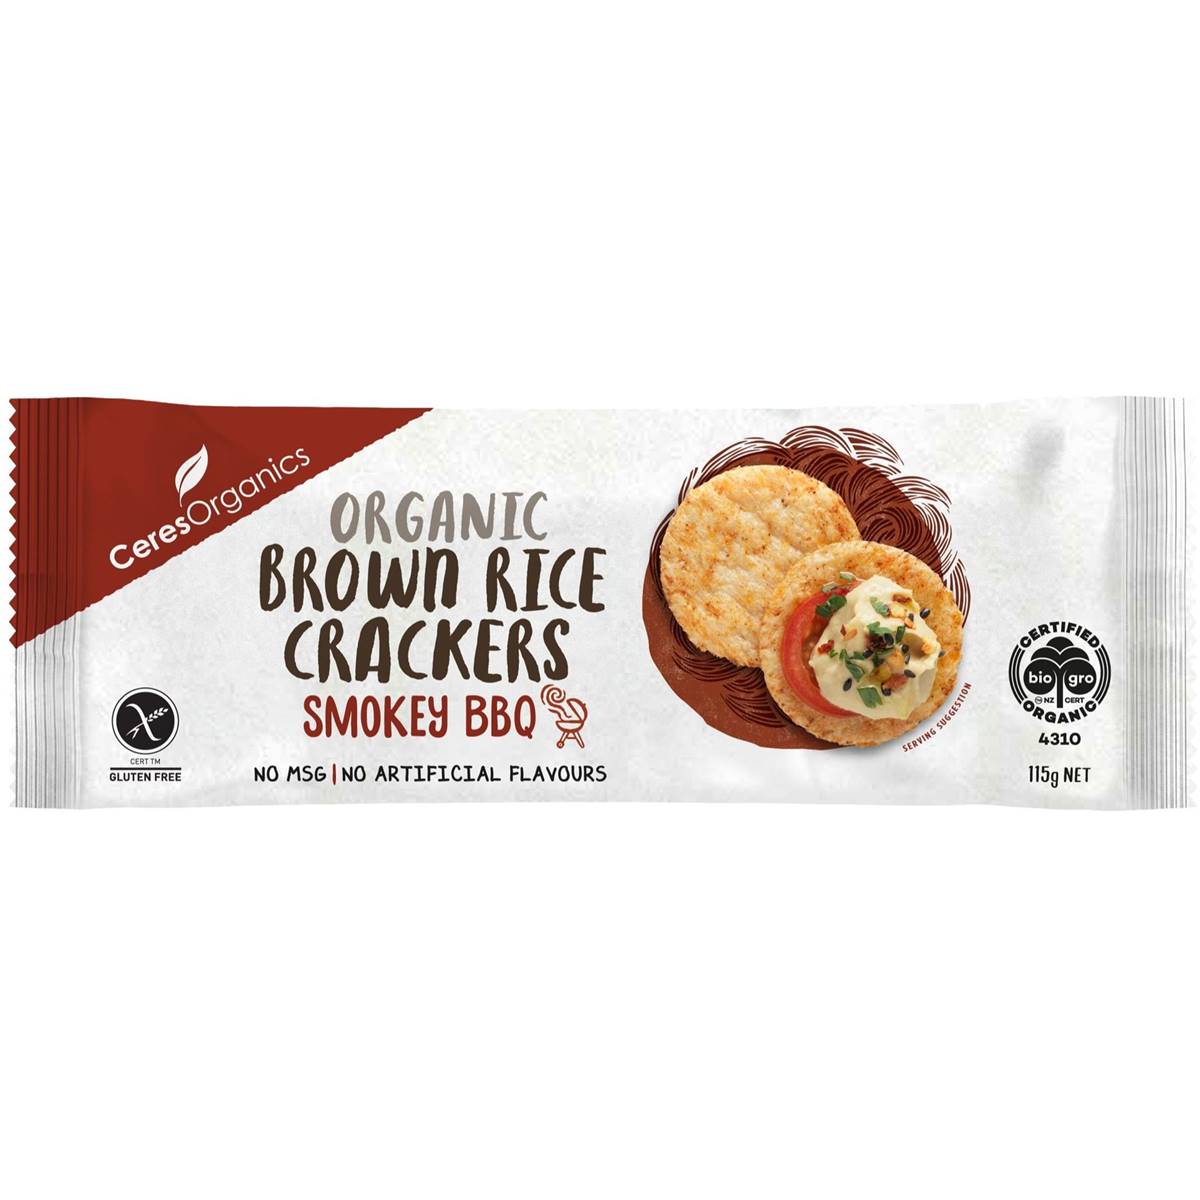 CeresOrganics
ORGANIC
BROWN RICE
CRACKERS
SMOKEY BBQ
NO MSG | NO ARTIFICIAL FLAVOURS
CERT TM
GLUTEN FREE
SERVING SUGGESTION
CERTIFIED
bio gro
NZ CERT
ORGANIC
4310
115g NET